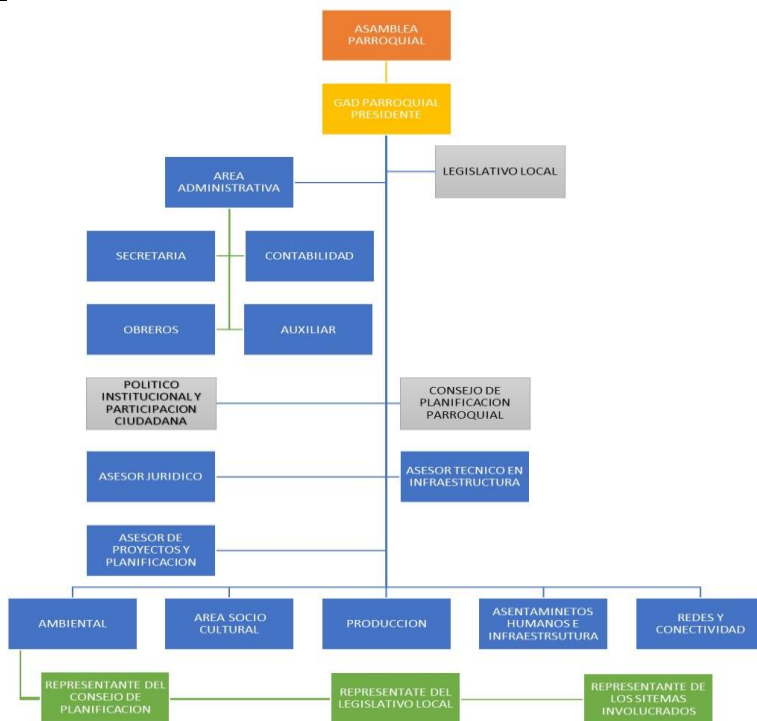 ASAMBLEA
PARROQUIAL
GAD PARROQUIAL
PRESIDENTE
AREA
ADMINISTRATIVA
LEGISLATIVO LOCAL
SECRETARIA
CONTABILIDAD
OBREROS
AUXILIAR
POLITICO
INSTITUCIONAL Y
PARTICIPACION
CIUDADANA
CONSEJO DE
PLANIFICACION
PARROQUIAL
ASESOR JURIDICO
ASESOR TECNICO EN
INFRAESTRUCTURA
ASESOR DE
PROYECTOS Y
PLANIFICACION
AMBIENTAL
AREA SOCIO
CULTURAL
PRODUCCION
ASENTAMINETOS
HUMANOS E
INFRAESTRSUTURA
REDES Y
CONECTIVIDAD
REPRESENTANTE DEL
CONSEJO DE
PLANIFICACION
REPRESENTATE DEL
LEGISLATIVO LOCAL
REPRESENTANTE DE
LOS SITEMAS
INVOLUCRADOS